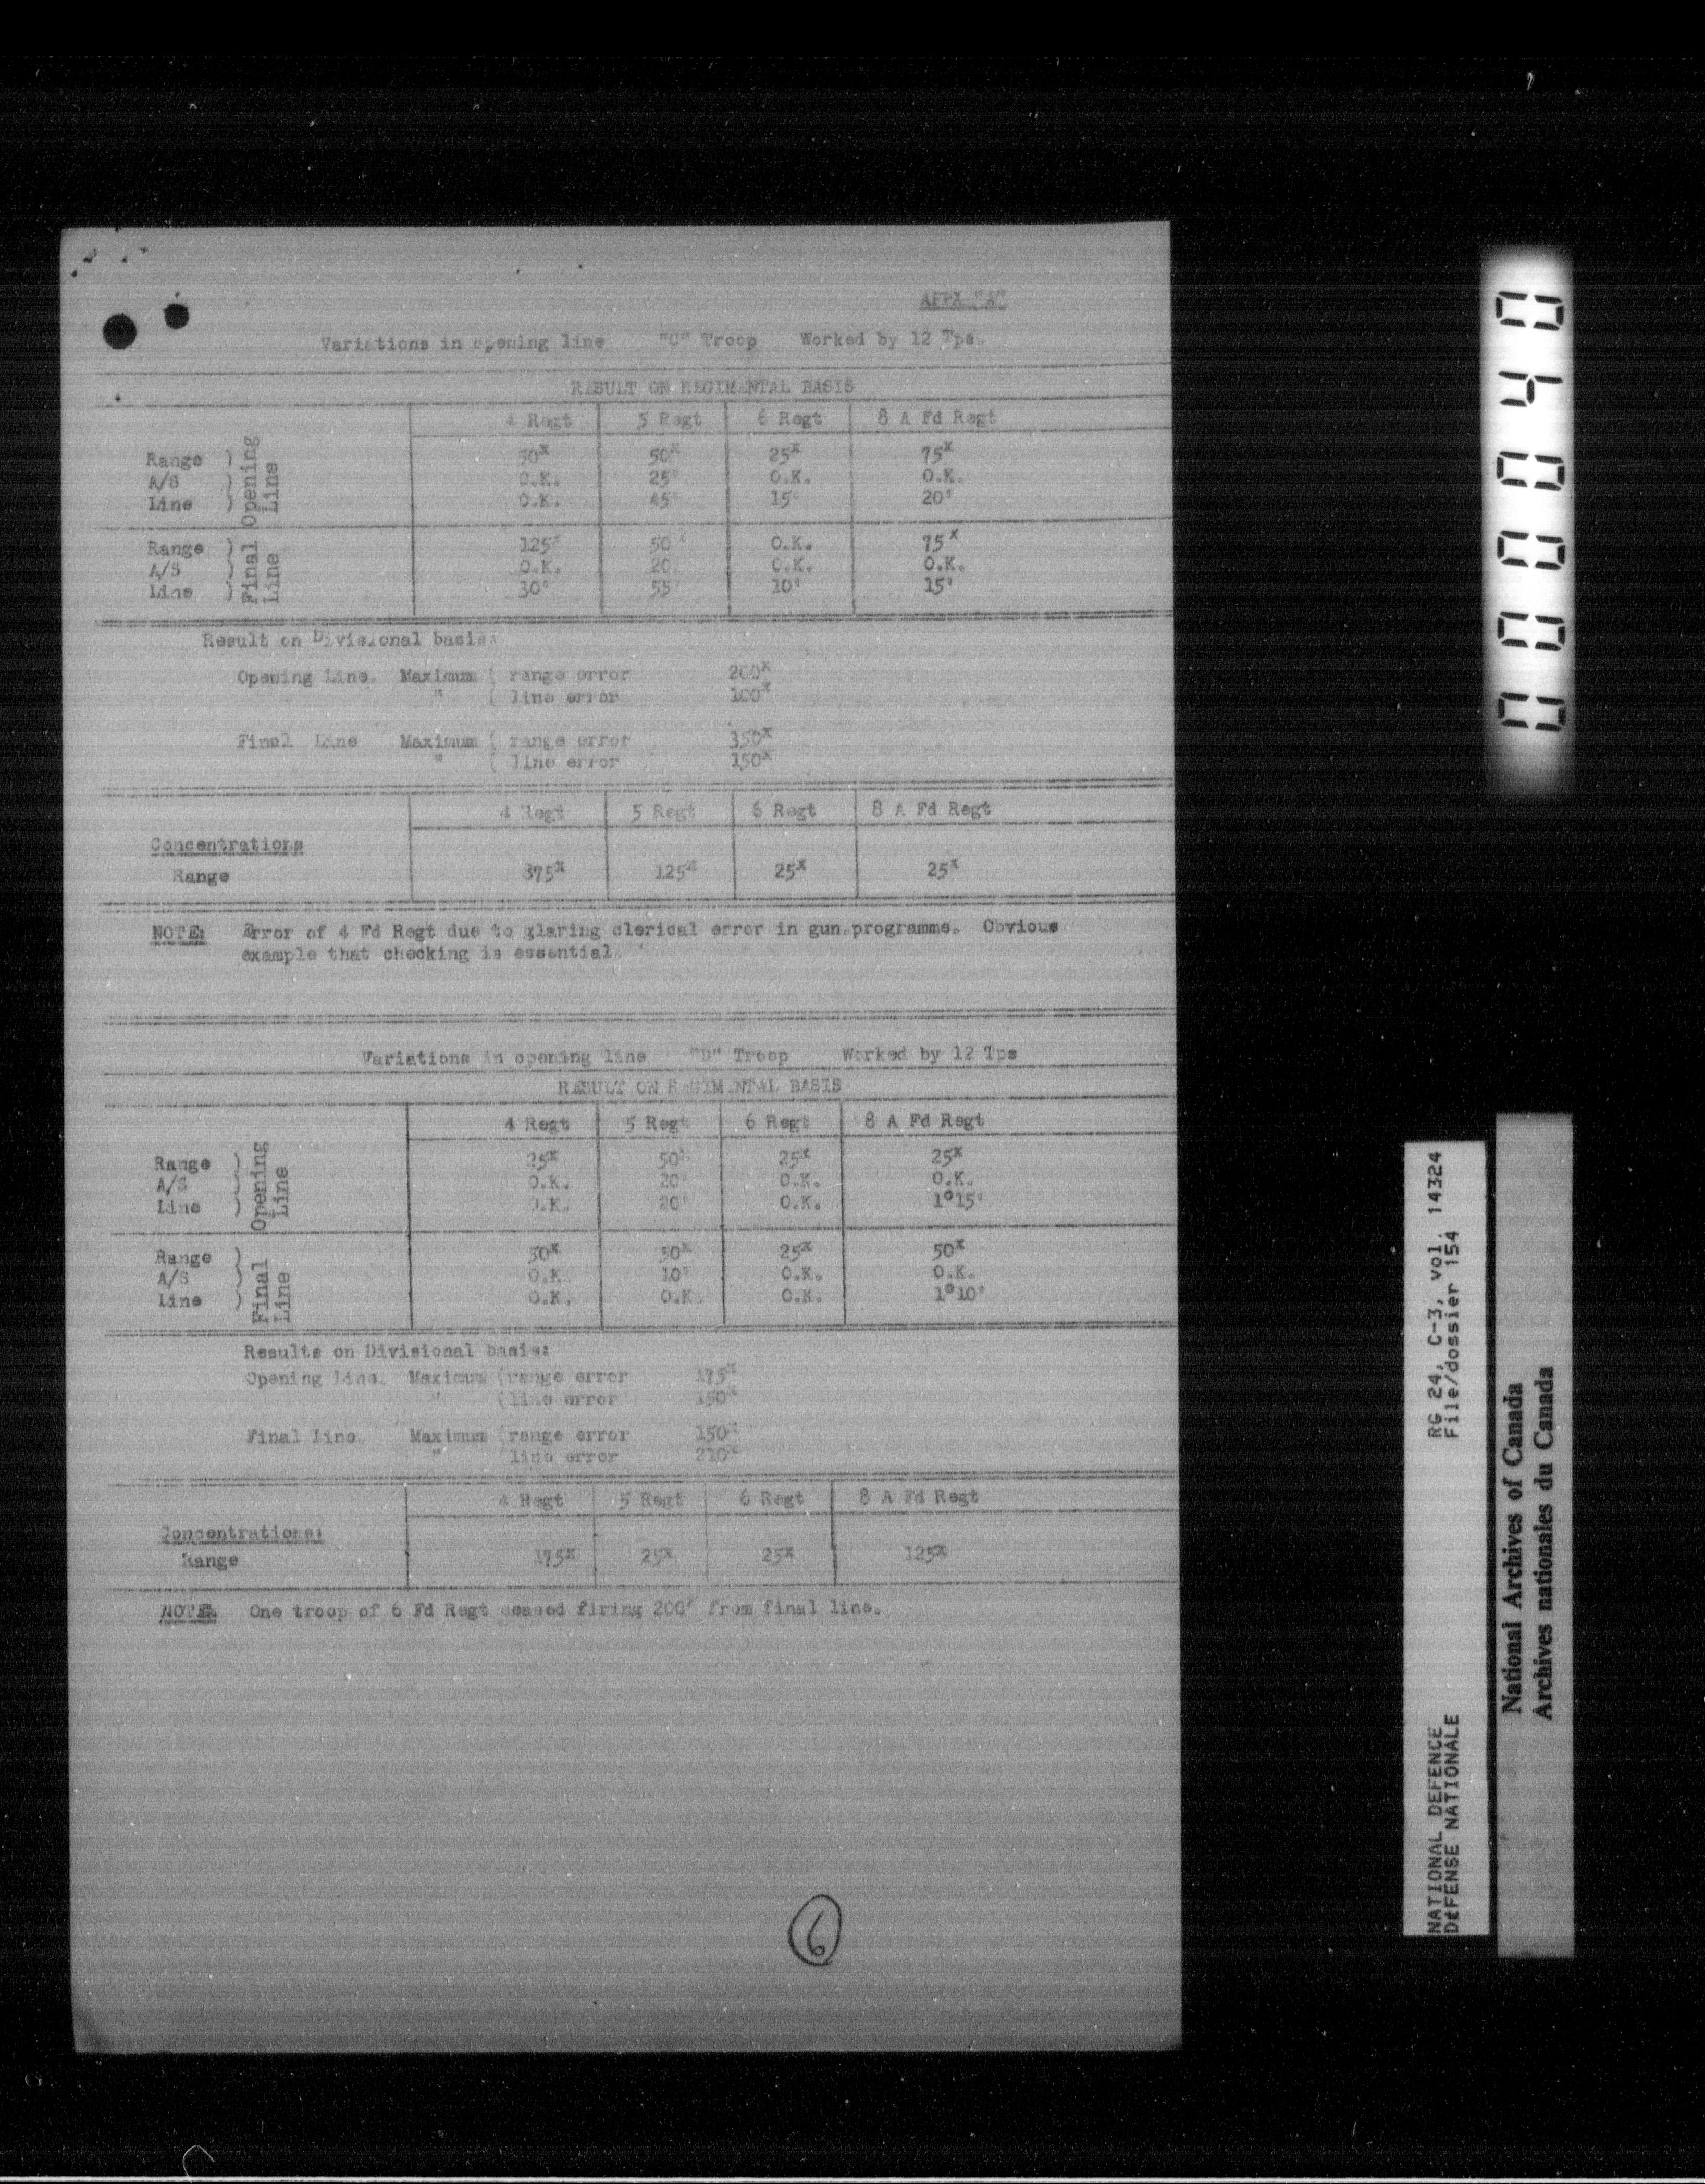 APPX "A"
Variations in opening line "C" Troop Worked by 12 Tps.
RESULT ON REGIMENTAL BASIS
4 Regt 5 Regt 6 Regt 8 A Fd Regt
Opening Line
Range ) 50x 50x 25x 75x
A/S ) O.K. 25' O.K. O.K.
Line ) O.K. 45' 15' 20'
Final Line
Range ) 125x 50x O.K. 75x
A/S ) O.K. 20' O.K. O.K.
Line ) 30' 55' 10' 15'
Result on Divisional basis:
Opening Line. Maximum ( range error 200x
" ( line error 100x
Final Line Maximum ( range error 350x
" ( line error 150x
4 Regt 5 Regt 6 Regt 8 A Fd Regt
Concentrations
Range 375x 125x 25x 25x
NOTE: Error of 4 Fd Regt due to glaring clerical error in gun programme. Obvious
example that checking is essential.
Variations in opening line "D" Troop Worked by 12 Tps
RESULT ON REGIMENTAL BASIS
4 Regt 5 Regt 6 Regt 8 A Fd Regt
Opening Line
Range ) 25x 50x 25x 25x
A/S ) O.K. 20' O.K. O.K.
Line ) O.K. 20' O.K. 1°15'
Final Line
Range ) 50x 50x 25x 50x
A/S ) O.K. 10' O.K. O.K.
Line ) O.K. O.K. O.K. 1°10'
Results on Divisional basis:
Opening Line. Maximum (range error 175x
" (line error 150x
Final Line. Maximum (range error 150x
" (line error 210x
4 Regt 5 Regt 6 Regt 8 A Fd Regt
Concentrations:
Range 175x 25x 25x 125x
NOTE: One troop of 6 Fd Regt ceased firing 200x from final line.
6
000040
NATIONAL DEFENCE RG 24, C-3, vol. 14324
DÉFENSE NATIONALE File/dossier 154
National Archives of Canada
Archives nationales du Canada